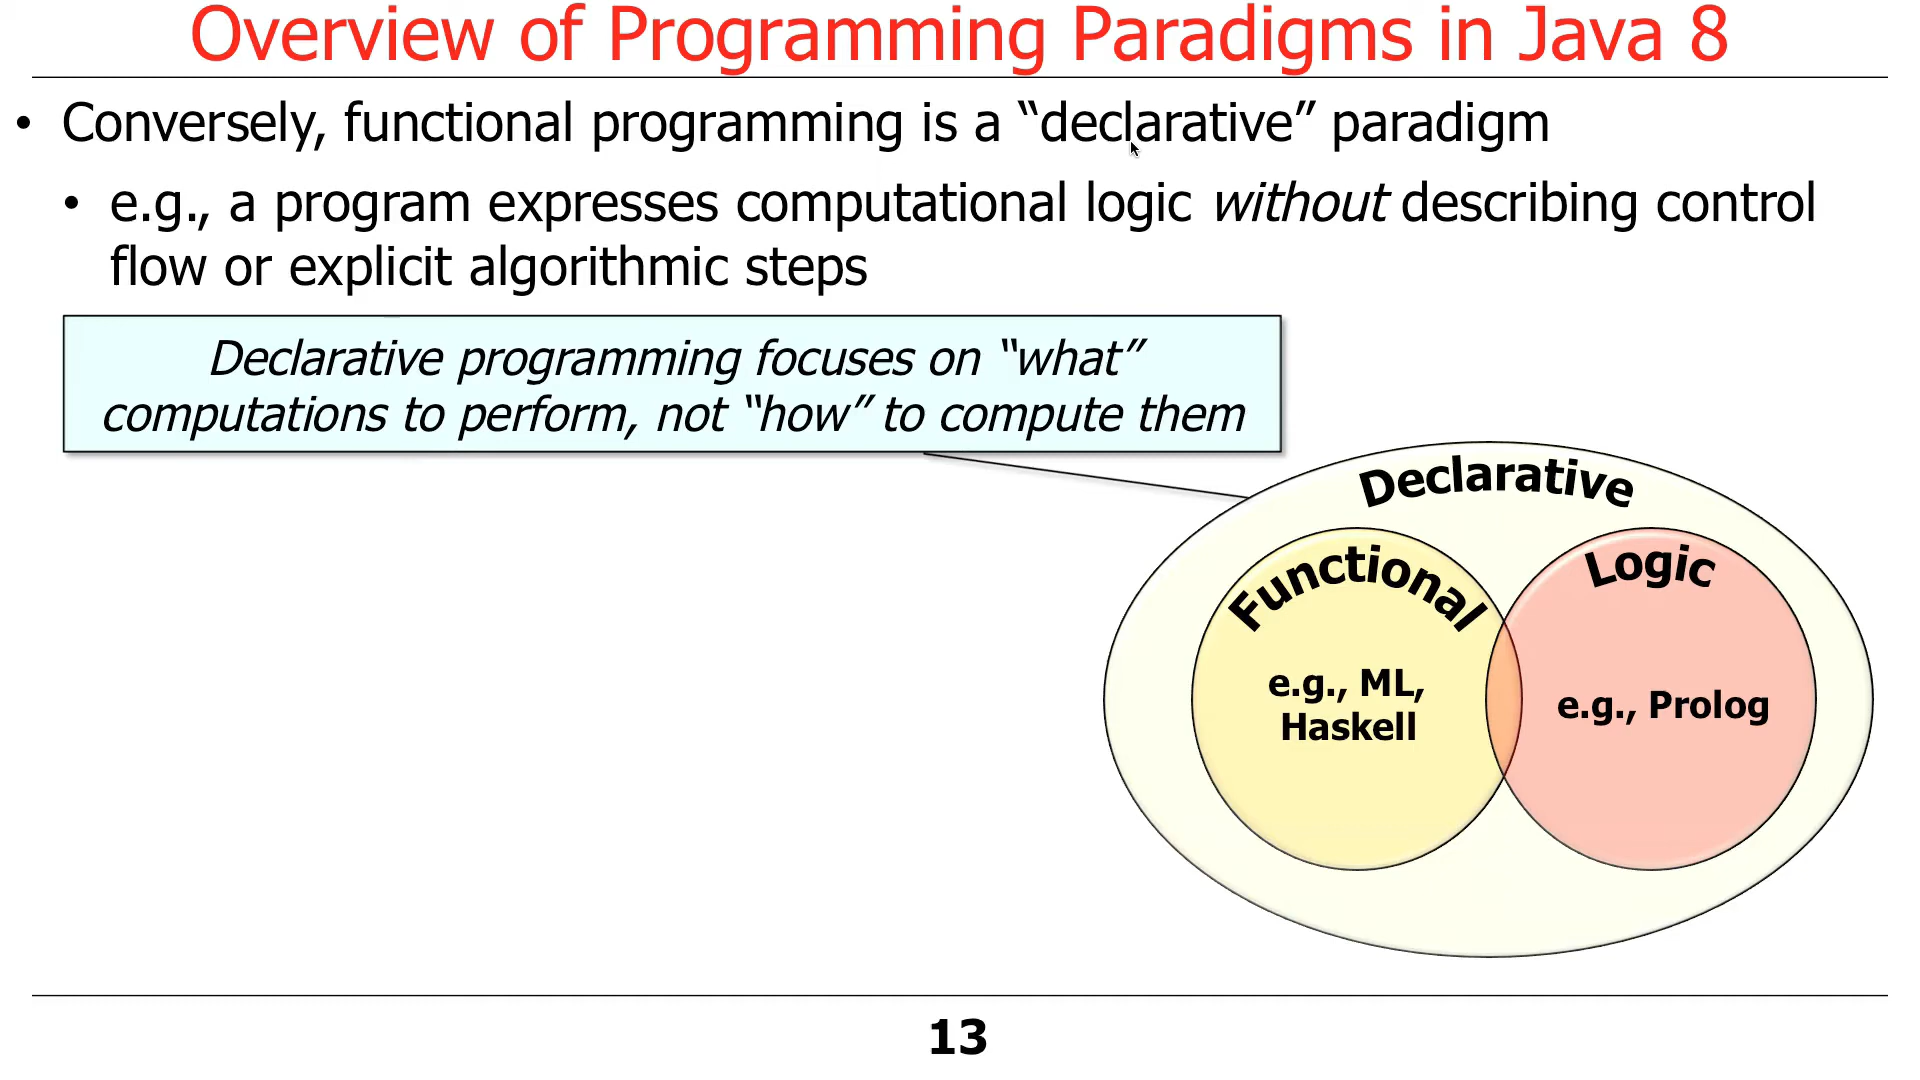 Overview of Programming Paradigms in Java 8
• Conversely, functional programming is a “declarative” paradigm
• e.g., a program expresses computational logic without describing control
flow or explicit algorithmic steps
Declarative programming focuses on “what”
computations to perform, not “how” to compute them
Declarative
Functional
e.g., ML,
Haskell
Logic
e.g., Prolog
13